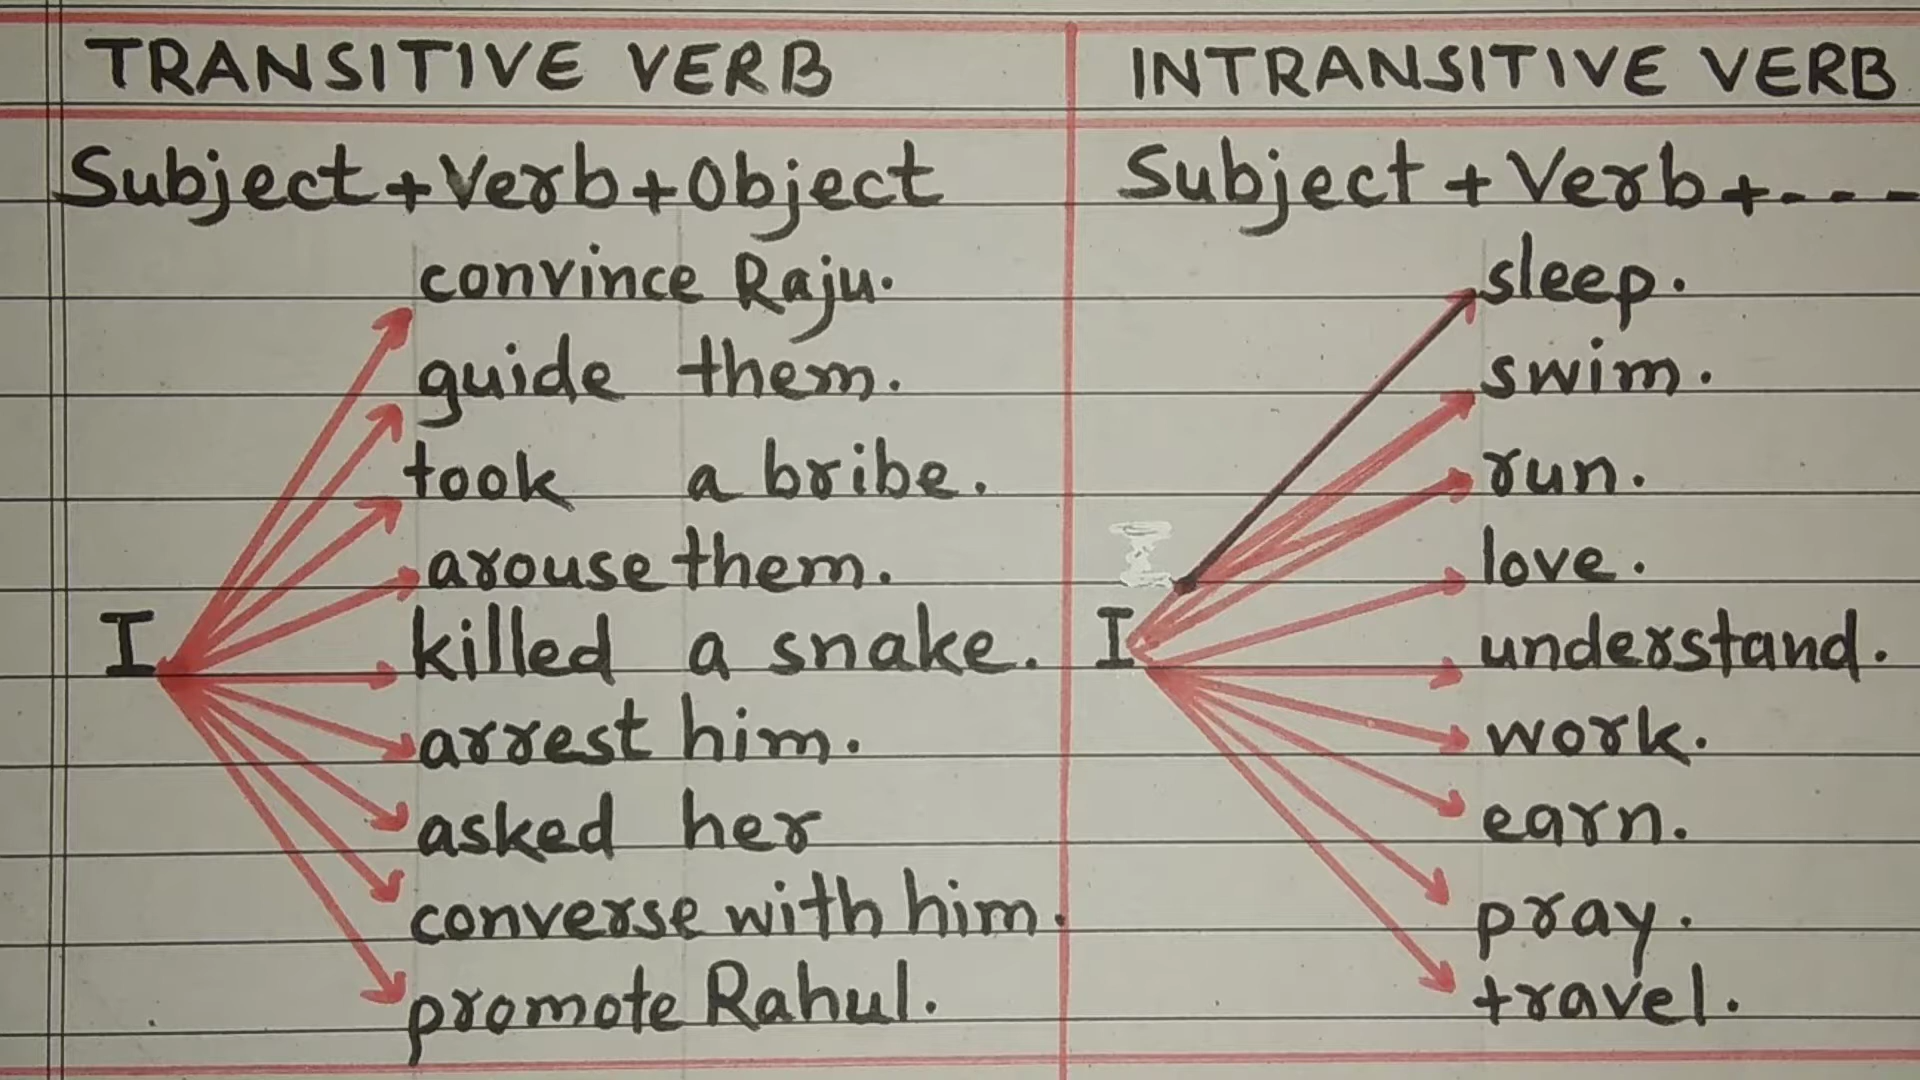 TRANSITIVE VERB
Subject + Verb + Object
convince Raju.
guide them.
took a bribe.
arouse them.
I killed a snake.
arrest him.
asked her
converse with him.
promote Rahul.
INTRANSITIVE VERB
Subject + Verb + ---
sleep.
swim.
run.
love.
I understand.
work.
earn.
pray.
travel.